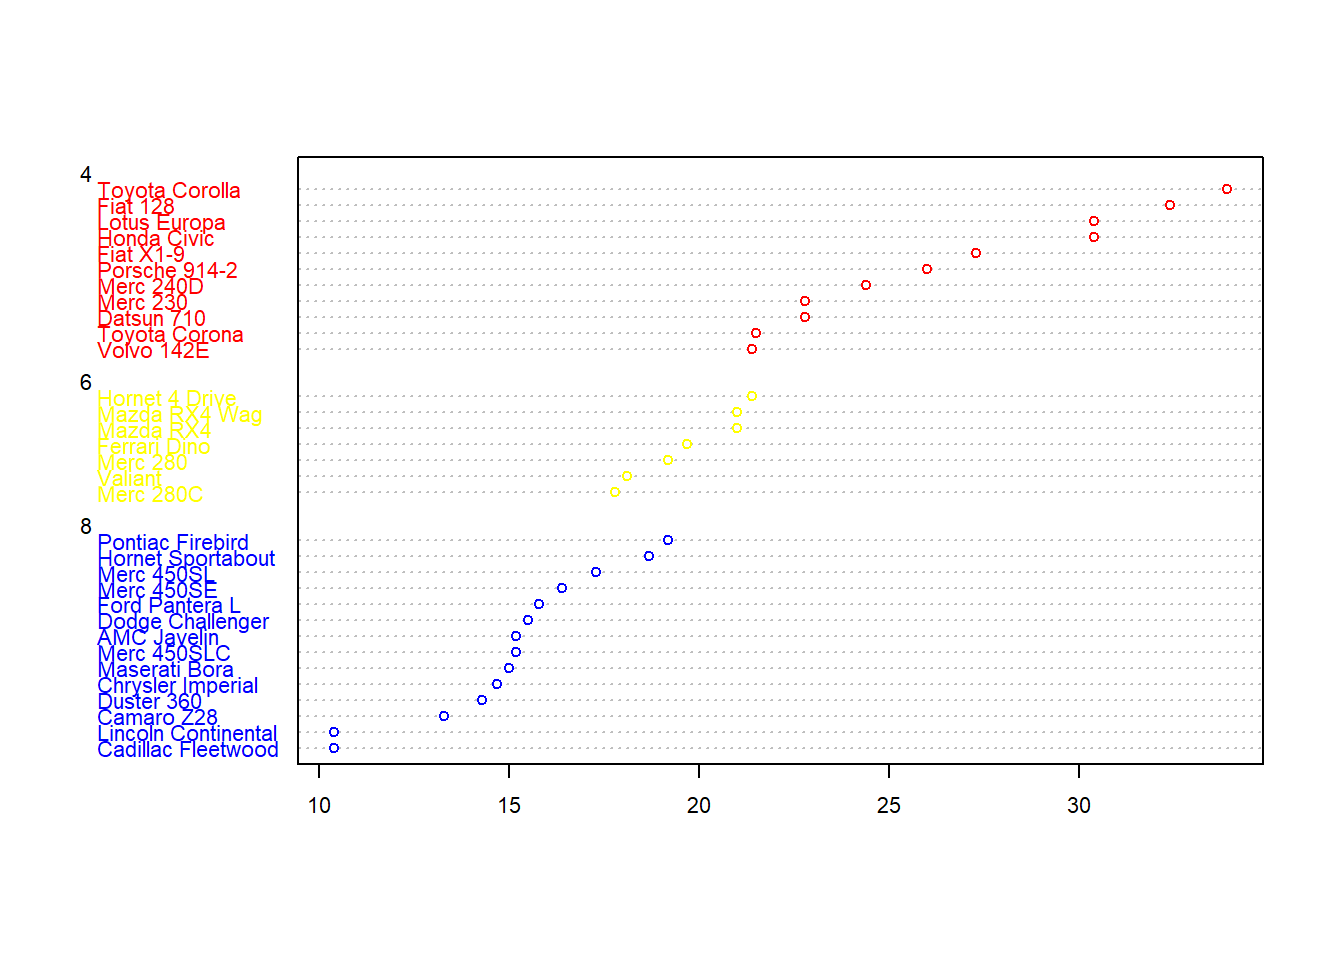 4
Toyota Corolla
Fiat 128
Lotus Europa
Honda Civic
Fiat X1-9
Porsche 914-2
Merc 240D
Merc 230
Datsun 710
Toyota Corona
Volvo 142E
6
Hornet 4 Drive
Mazda RX4 Wag
Mazda RX4
Ferrari Dino
Merc 280
Valiant
Merc 280C
8
Pontiac Firebird
Hornet Sportabout
Merc 450SL
Merc 450SE
Ford Pantera L
Dodge Challenger
AMC Javelin
Merc 450SLC
Maserati Bora
Chrysler Imperial
Duster 360
Camaro Z28
Lincoln Continental
Cadillac Fleetwood
10 15 20 25 30